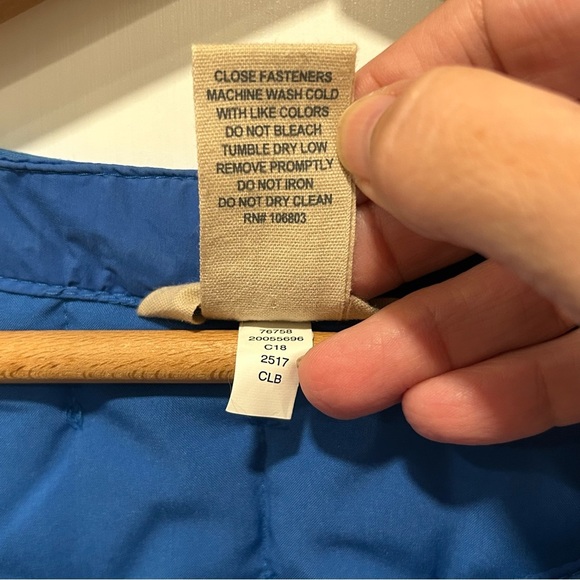 CLOSE FASTENERS
MACHINE WASH COLD
WITH LIKE COLORS
DO NOT BLEACH
TUMBLE DRY LOW
REMOVE PROMPTLY
DO NOT IRON
DO NOT DRY CLEAN
RN# 106803
76758
20055696
C18
2517
CLB